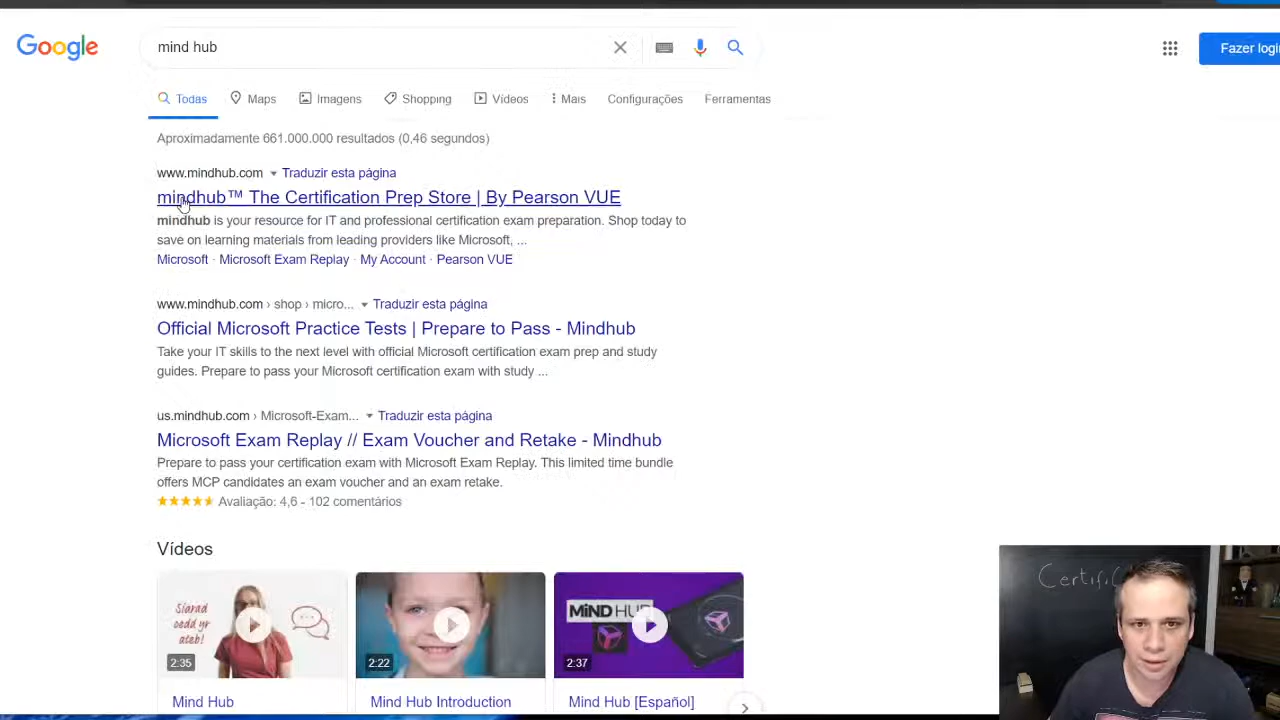 Google
mind hub
Fazer login
Todas
Maps
Imagens
Shopping
Vídeos
Mais
Configurações
Ferramentas
Aproximadamente 661.000.000 resultados (0,46 segundos)
www.mindhub.com Traduzir esta página
mindhub™ The Certification Prep Store | By Pearson VUE
mindhub is your resource for IT and professional certification exam preparation. Shop today to
save on learning materials from leading providers like Microsoft, ...
Microsoft · Microsoft Exam Replay · My Account · Pearson VUE
www.mindhub.com › shop › micro... Traduzir esta página
Official Microsoft Practice Tests | Prepare to Pass - Mindhub
Take your IT skills to the next level with official Microsoft certification exam prep and study
guides. Prepare to pass your Microsoft certification exam with study ...
us.mindhub.com › Microsoft-Exam... Traduzir esta página
Microsoft Exam Replay // Exam Voucher and Retake - Mindhub
Prepare to pass your certification exam with Microsoft Exam Replay. This limited time bundle
offers MCP candidates an exam voucher and an exam retake.
Avaliação: 4,6 - 102 comentários
Vídeos
Siarad
oedd yr
ateb!
2:35
2:22
MIND HUB
2:37
Mind Hub
Mind Hub Introduction
Mind Hub [Español]